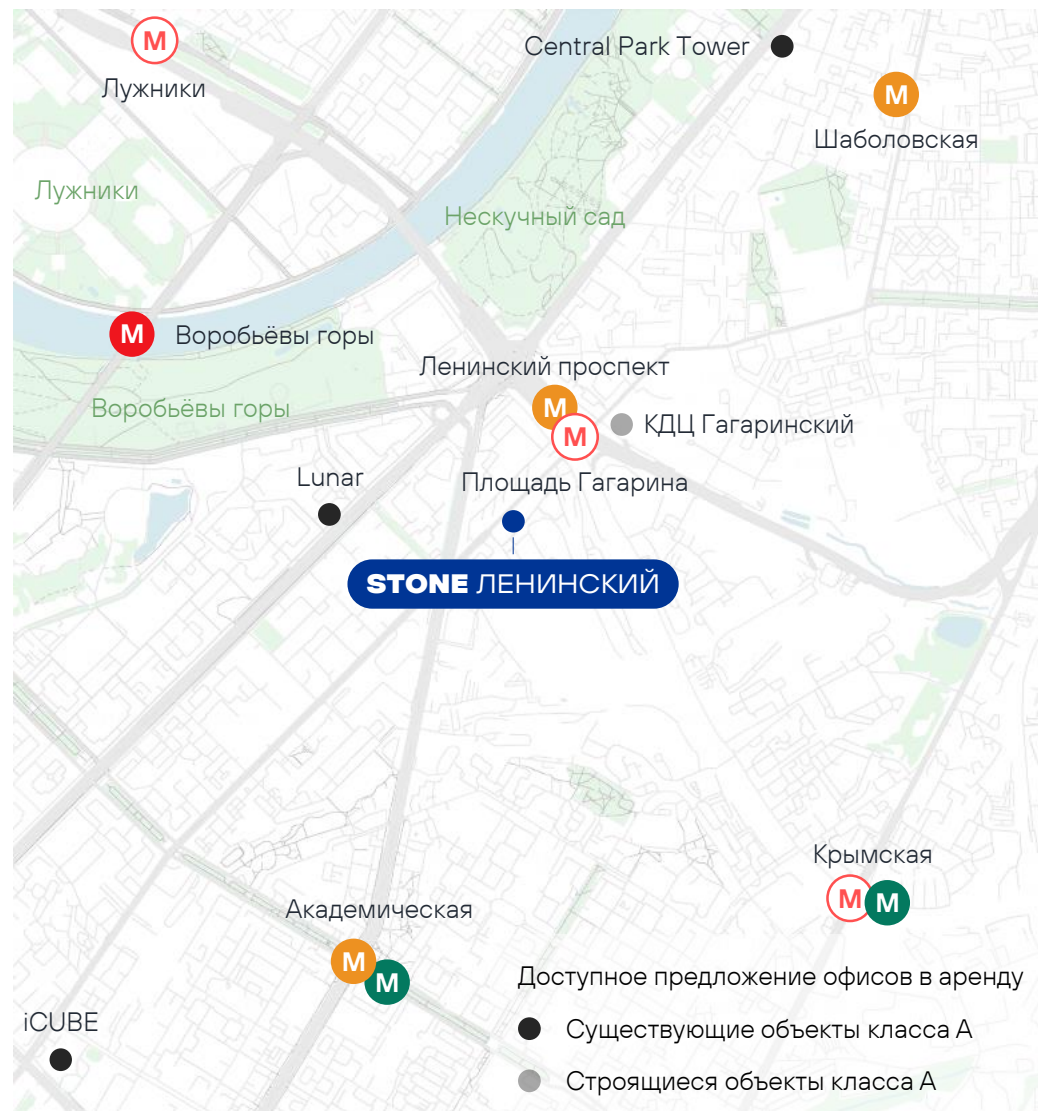 Central Park Tower
М
Лужники
М
Шаболовская
Лужники
Нескучный сад
М
Воробьёвы горы
Ленинский проспект
Воробьёвы горы
М
КДЦ Гагаринский
М
Lunar
Площадь Гагарина
STONE ЛЕНИНСКИЙ
Крымская
М М
Академическая
М
М
Доступное предложение офисов в аренду
iCUBE
Существующие объекты класса А
Строящиеся объекты класса А